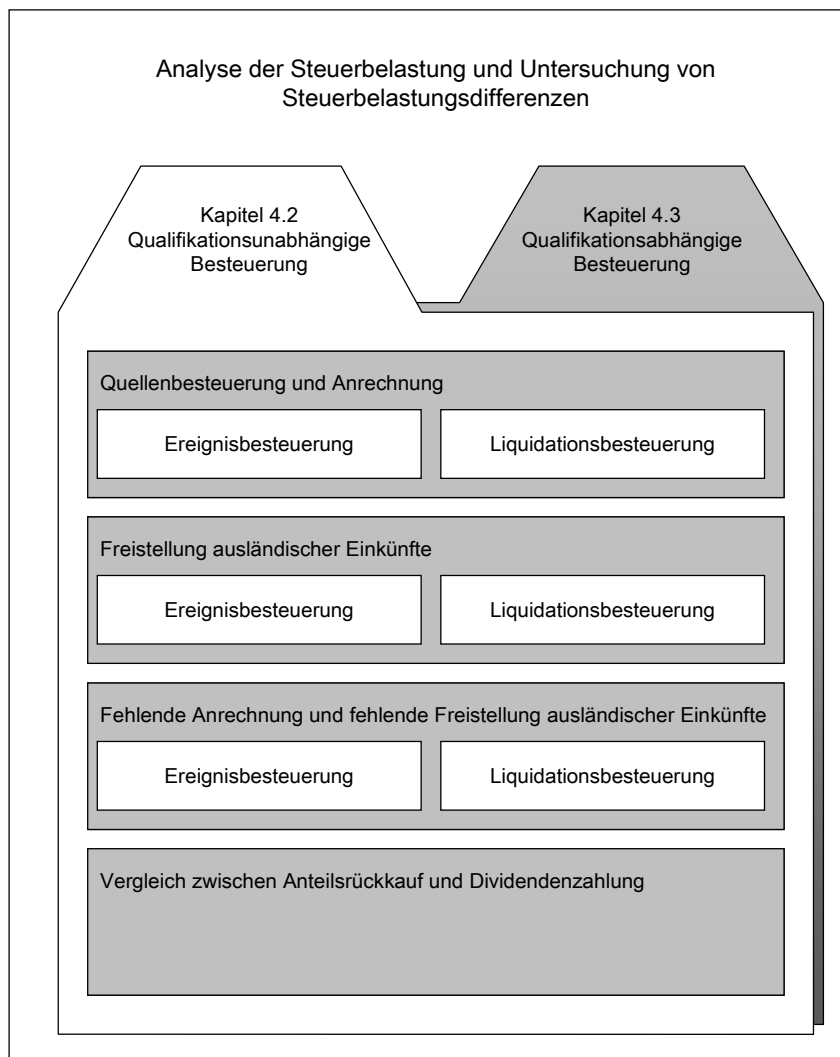 Analyse der Steuerbelastung und Untersuchung von
Steuerbelastungsdifferenzen
Kapitel 4.2
Qualifikationsunabhängige
Besteuerung
Kapitel 4.3
Qualifikationsabhängige
Besteuerung
Quellenbesteuerung und Anrechnung
Ereignisbesteuerung
Liquidationsbesteuerung
Freistellung ausländischer Einkünfte
Ereignisbesteuerung
Liquidationsbesteuerung
Fehlende Anrechnung und fehlende Freistellung ausländischer Einkünfte
Ereignisbesteuerung
Liquidationsbesteuerung
Vergleich zwischen Anteilsrückkauf und Dividendenzahlung